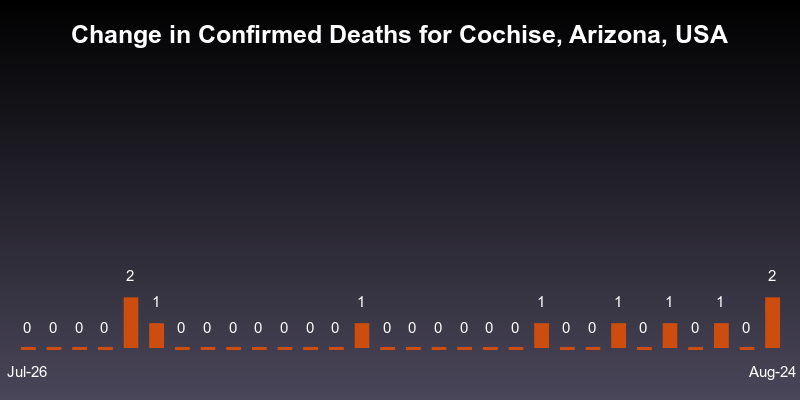 Change in Confirmed Deaths for Cochise, Arizona, USA
0 0 0 0 2 1 0 0 0 0 0 0 0 1 0 0 0 0 0 0 1 0 0 1 0 1 0 1 0 2
Jul-26 Aug-24